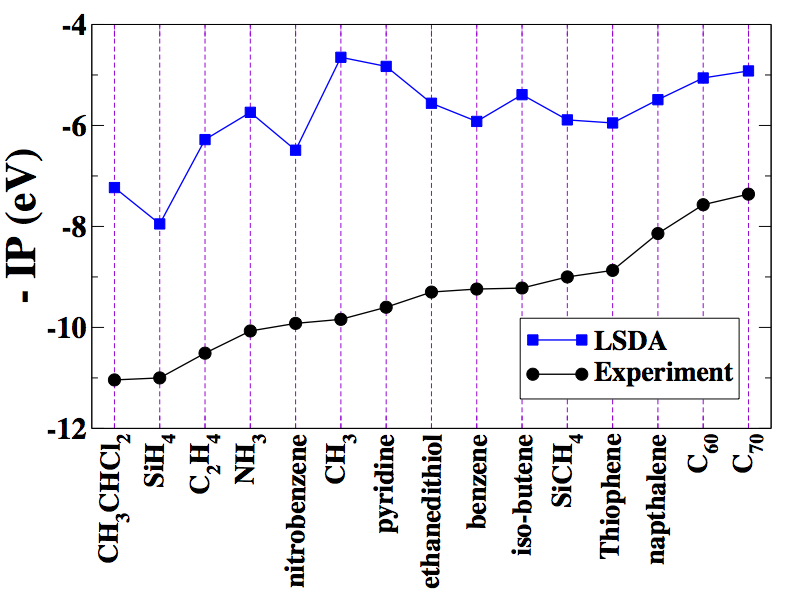 -4
-6
-8
-10
-12
- IP (eV)
LSDA
Experiment
CH3CHCl2
SiH4
C2H4
NH3
nitrobenzene
CH3
pyridine
ethanedithiol
benzene
iso-butene
SiCH4
Thiophene
napthalene
C60
C70